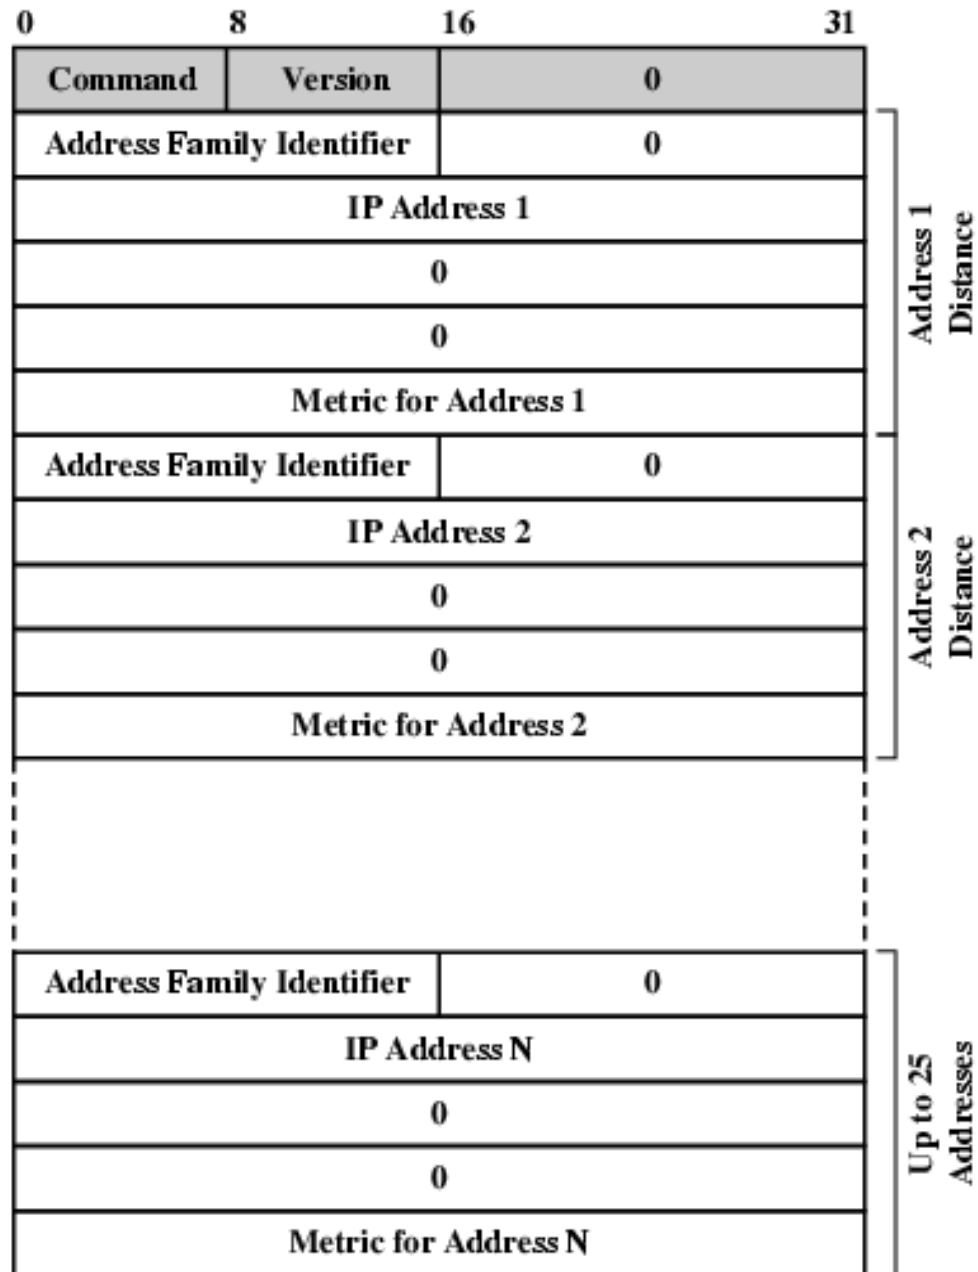 0 8 16 31
Command Version 0
Address Family Identifier 0
IP Address 1
0
0
Metric for Address 1
Address 1
Distance
Address Family Identifier 0
IP Address 2
0
0
Metric for Address 2
Address 2
Distance
Address Family Identifier 0
IP Address N
0
0
Metric for Address N
Up to 25
Addresses